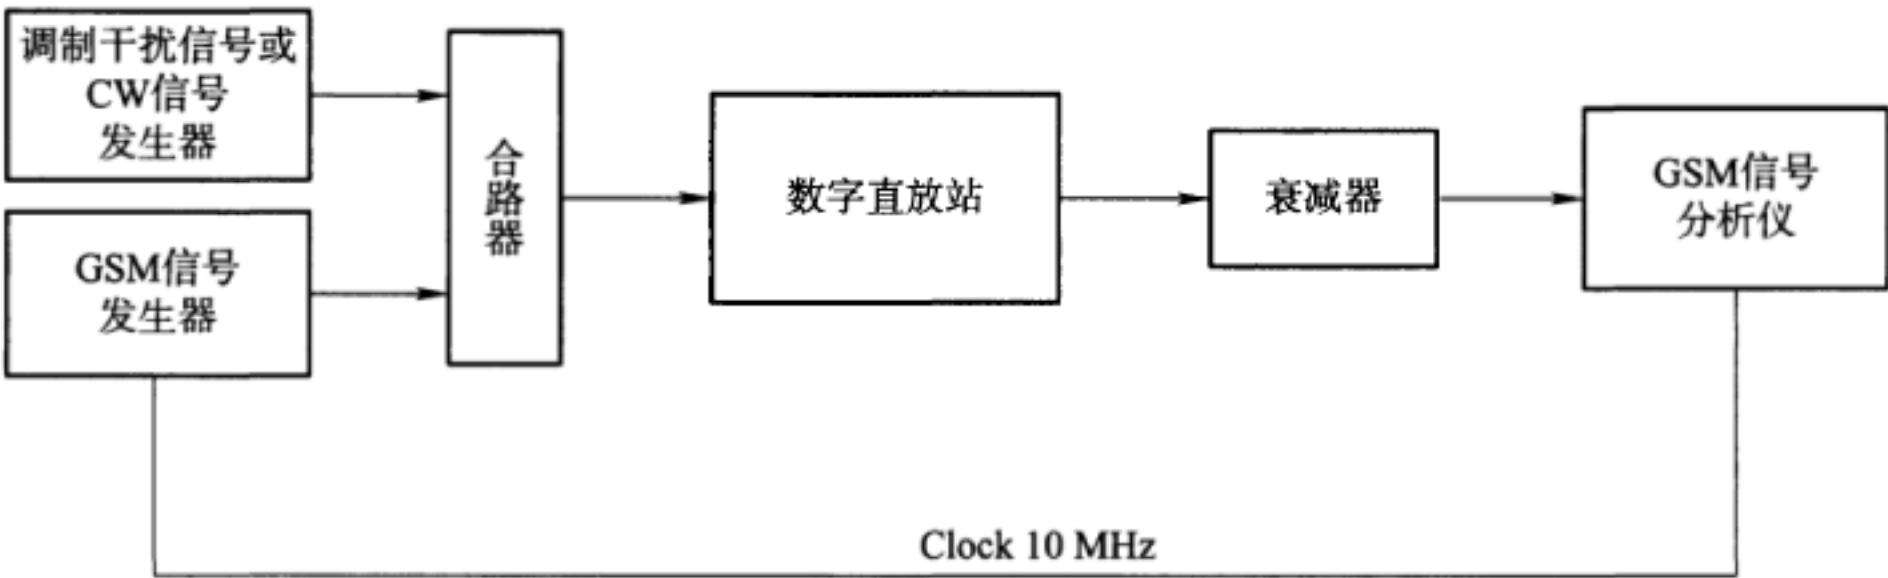 调制干扰信号或
CW信号
发生器
GSM信号
发生器
合
路
器
数字直放站
衰减器
GSM信号
分析仪
Clock 10 MHz